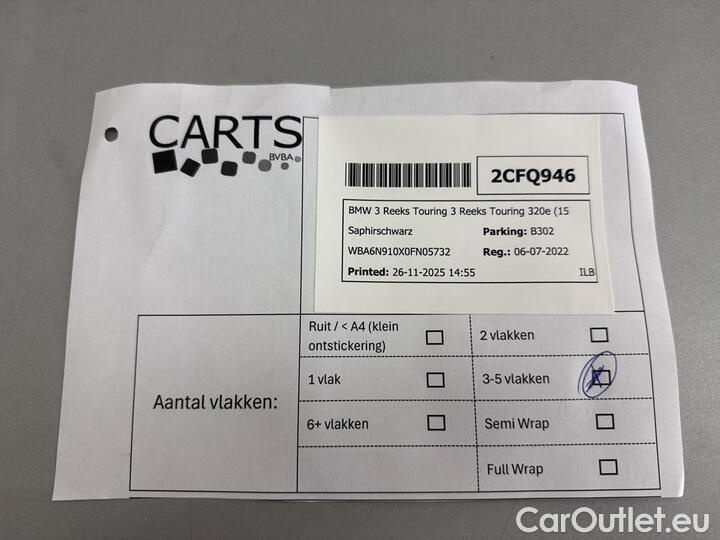 CARTS
BVBA
2CFQ946
BMW 3 Reeks Touring 3 Reeks Touring 320e (15
Saphirschwarz Parking: B302
WBA6N910X0FN05732 Reg.: 06-07-2022
Printed: 26-11-2025 14:55 ILB
Aantal vlakken:
Ruit / < A4 (klein
ontstickering)
2 vlakken
1 vlak
3-5 vlakken
6+ vlakken
Semi Wrap
Full Wrap
CarOutlet.eu